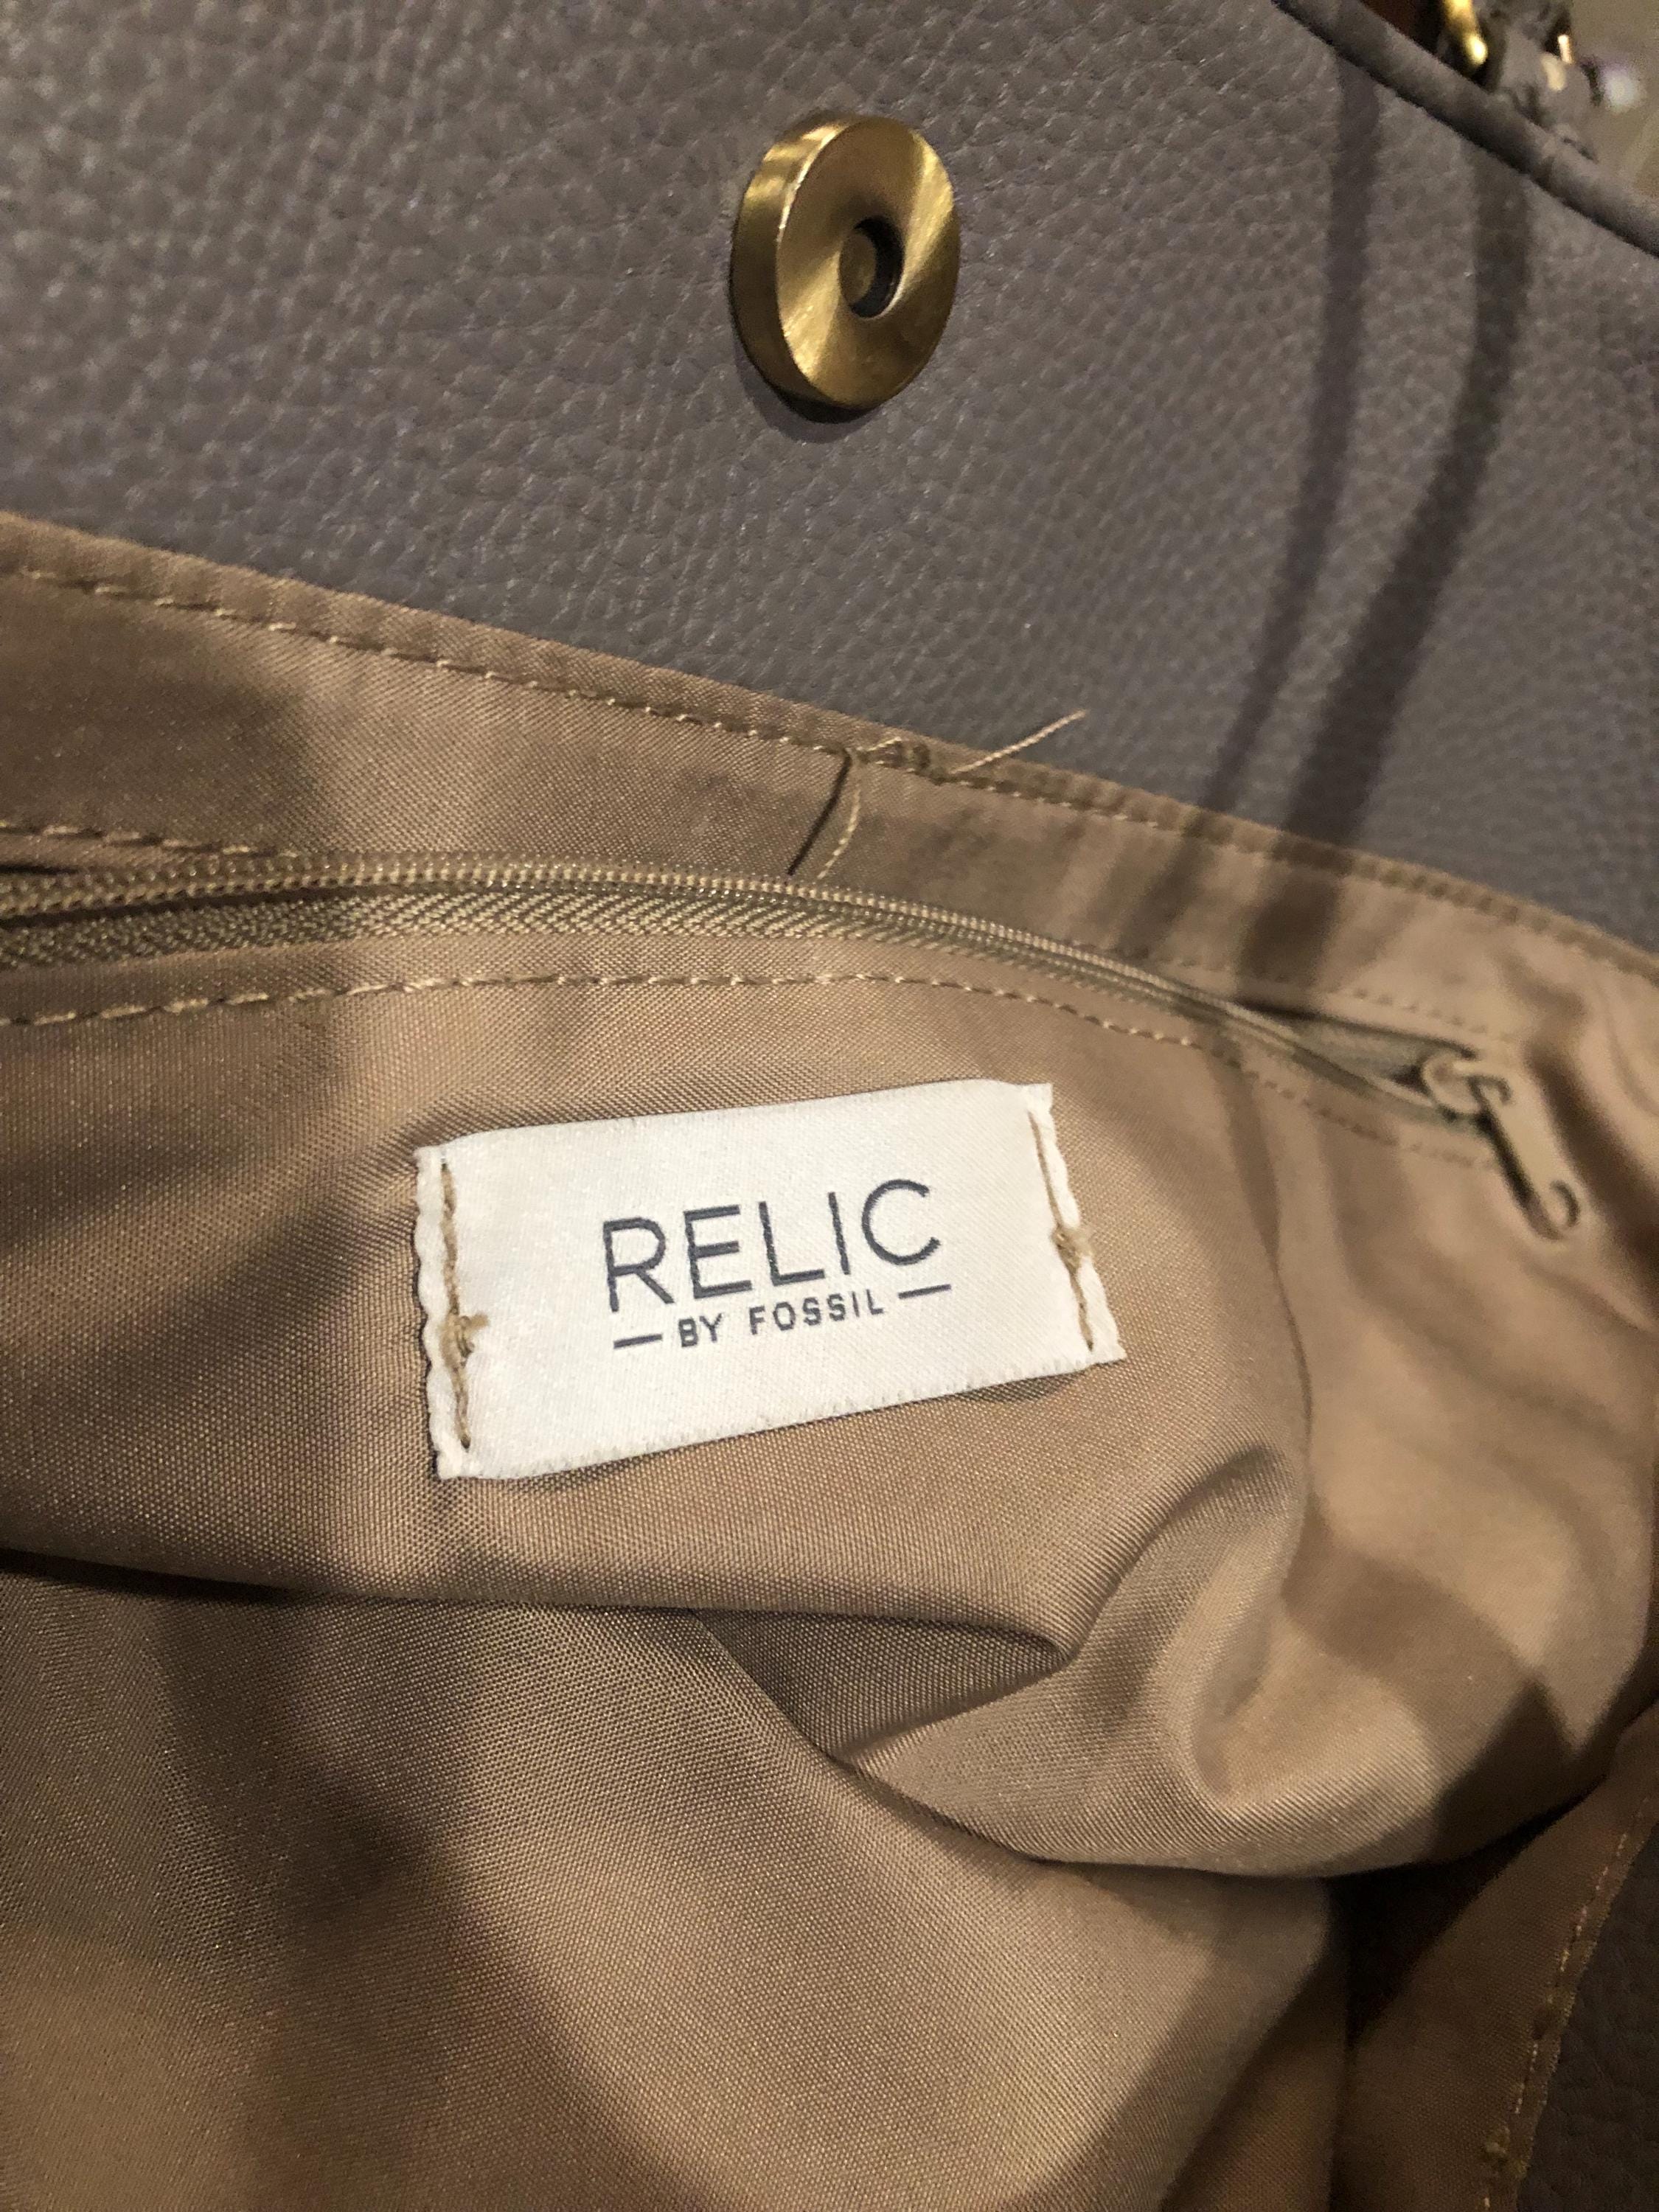 RELIC
— BY FOSSIL —